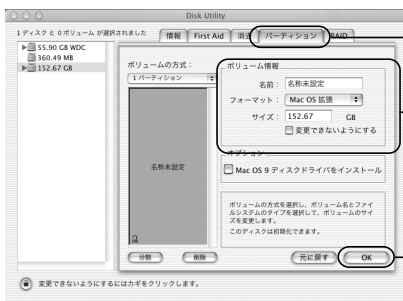 Disk Utility
1 ディスク と 0 ボリューム が選択されました
情報 First Aid 消去 パーティション RAID
55.90 GB WDC
360.49 MB
152.67 GB
ボリュームの方式：
1 パーティション
名称未設定
ボリューム情報
名前： 名称未設定
フォーマット： Mac OS 拡張
サイズ： 152.67 GB
変更できないようにする
オプション
Mac OS 9 ディスクドライバをインストール
ボリュームの方式を選択し、ボリューム名とファイ
ルシステムのタイプを選択して、ボリュームのサイ
ズを変更します。
このディスクは初期化できます。
分割 削除 元に戻す OK
変更できないようにするにはカギをクリックします。